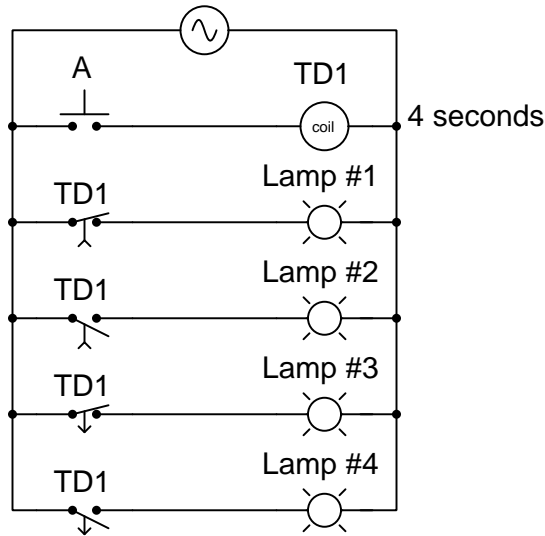 A
TD1
coil
4 seconds
Lamp #1
TD1
Lamp #2
TD1
Lamp #3
TD1
Lamp #4
TD1